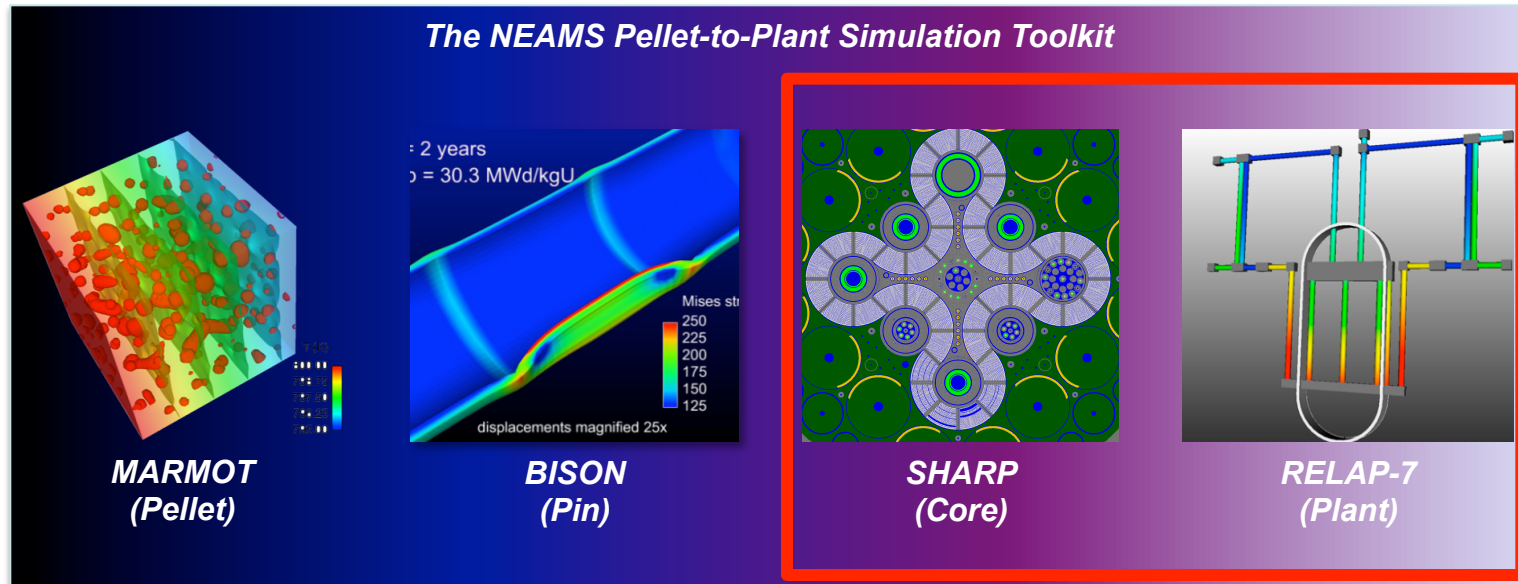 The NEAMS Pellet-to-Plant Simulation Toolkit
= 2 years
= 30.3 MWd/kgU
Mises str
250
225
200
175
150
125
displacements magnified 25x
MARMOT
(Pellet)
BISON
(Pin)
SHARP
(Core)
RELAP-7
(Plant)